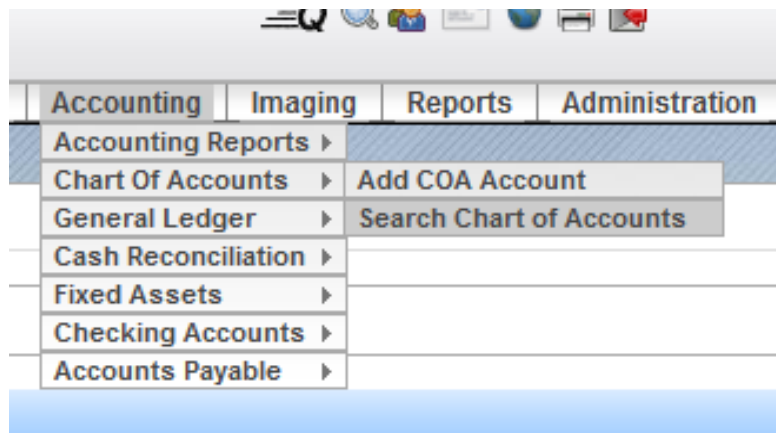 Q
Accounting Imaging Reports Administration
Accounting Reports
Chart Of Accounts Add COA Account
General Ledger Search Chart of Accounts
Cash Reconciliation
Fixed Assets
Checking Accounts
Accounts Payable